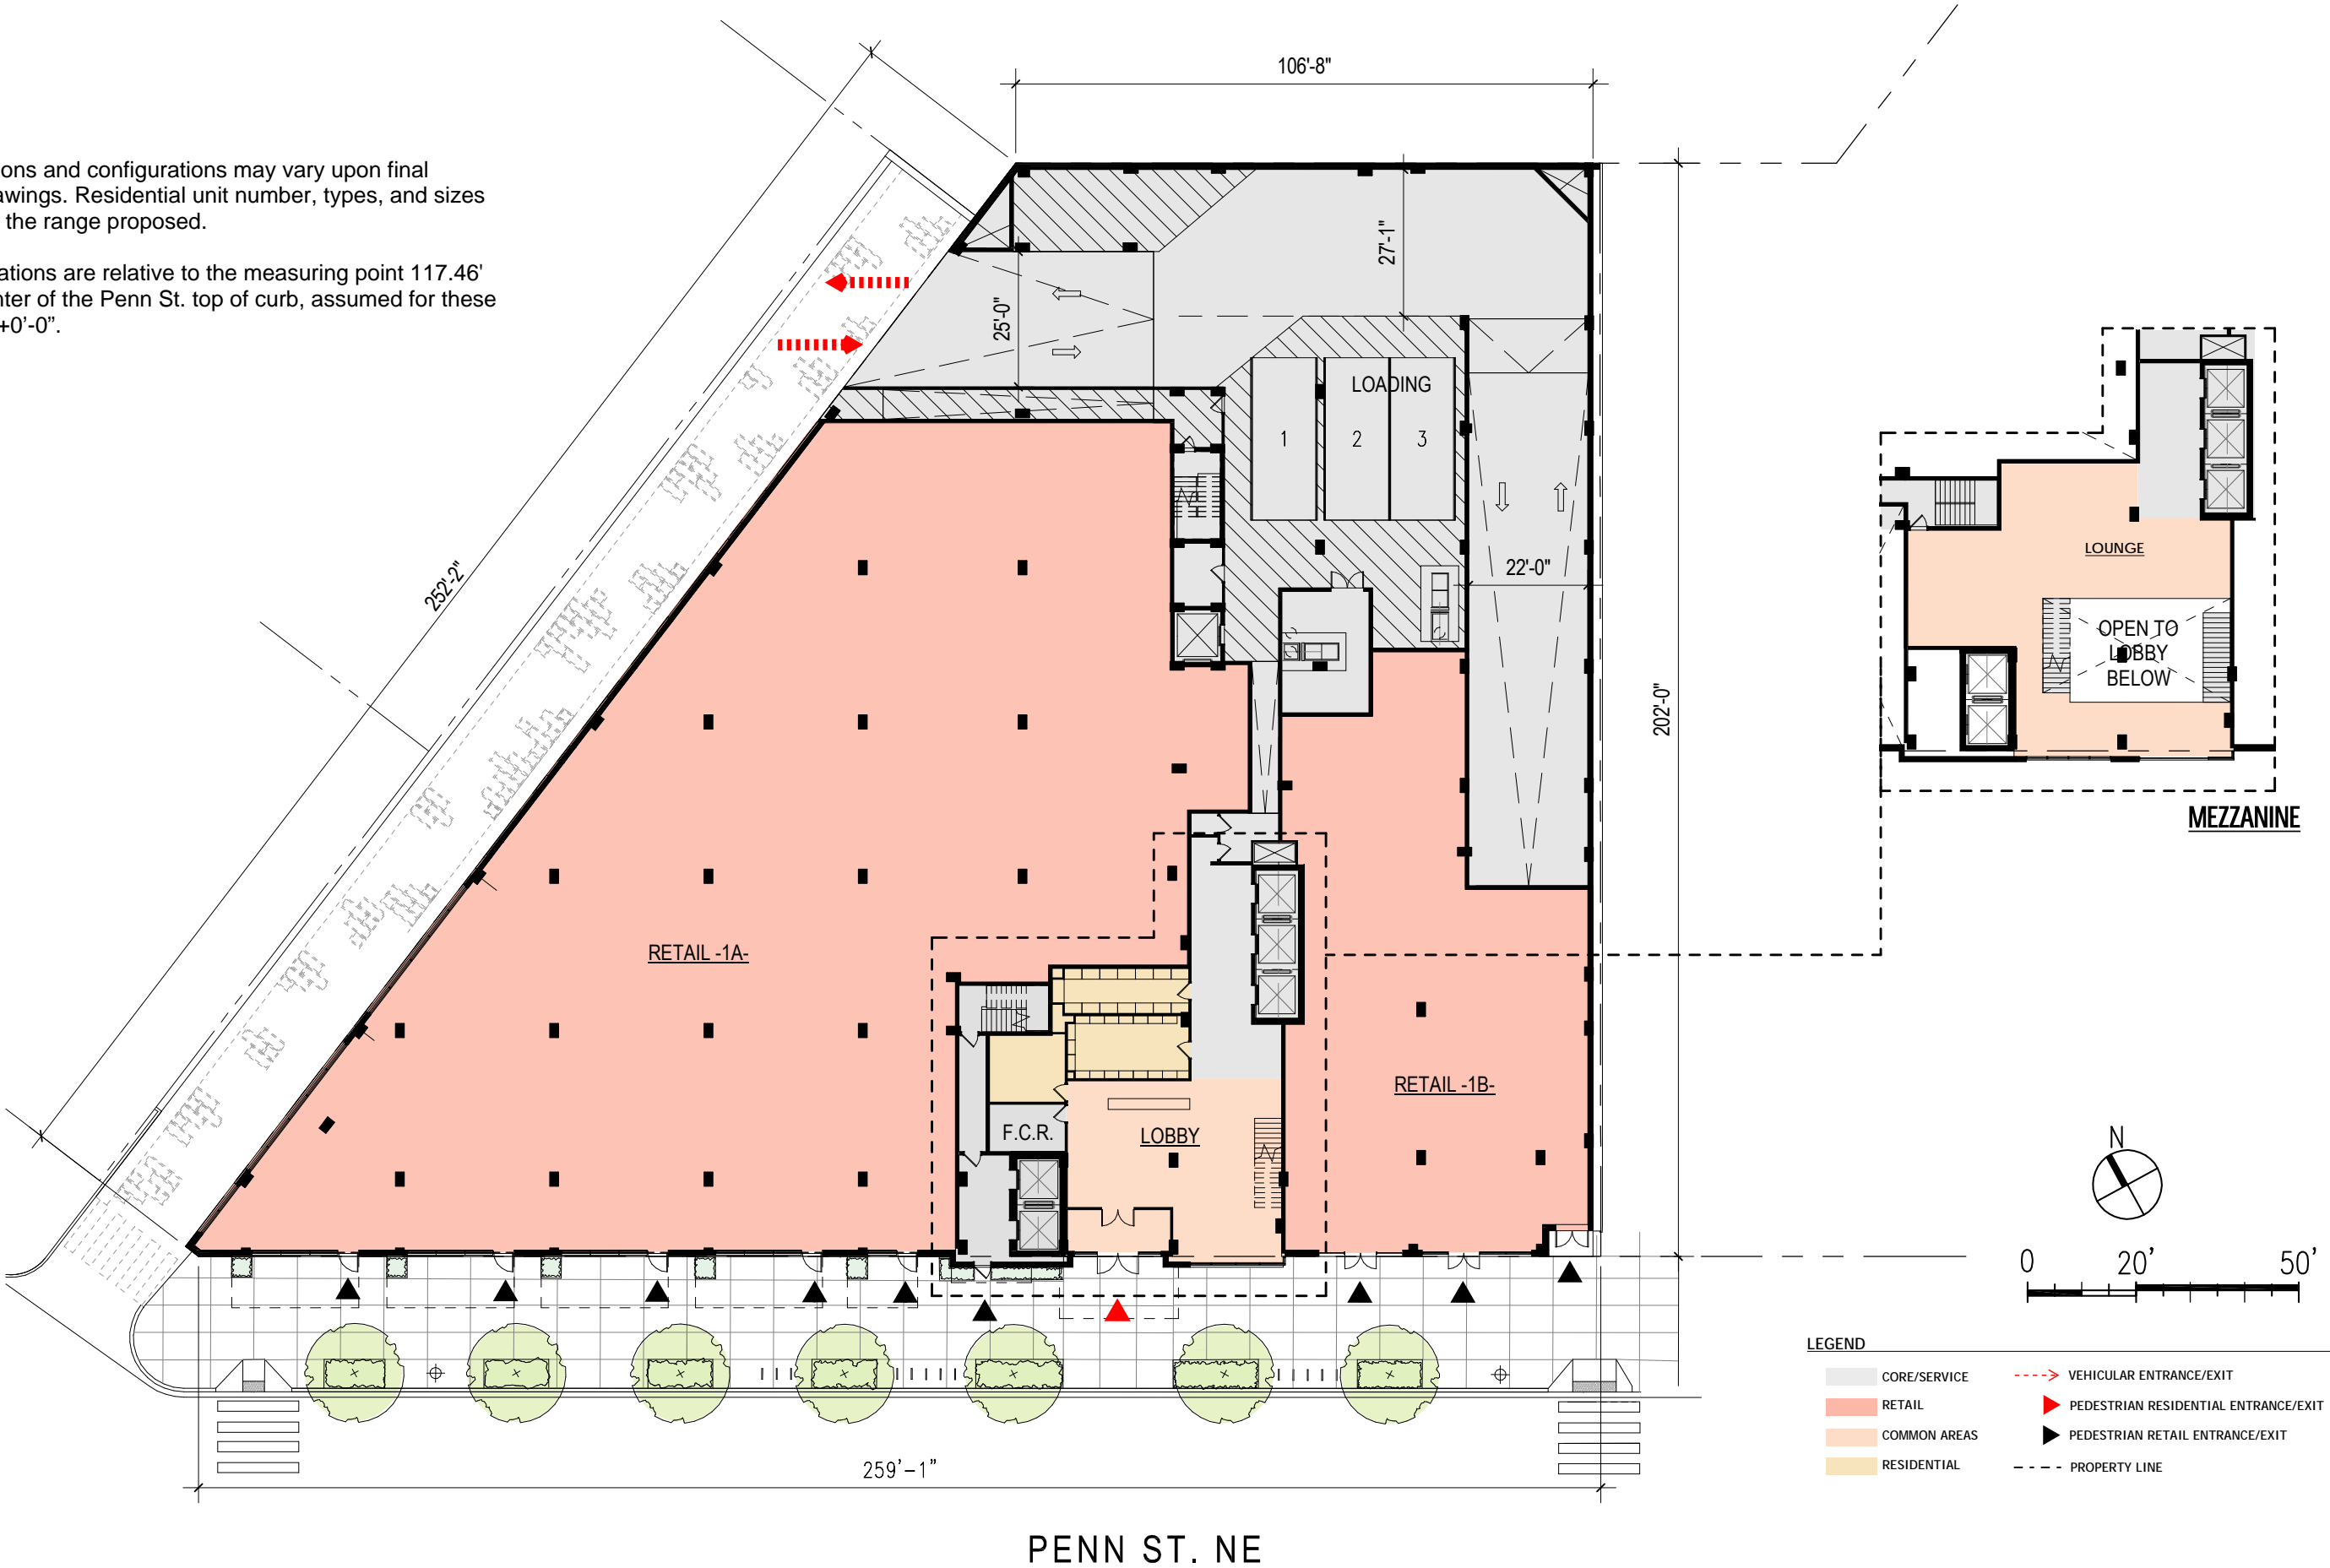 ons and configurations may vary upon final
awings. Residential unit number, types, and sizes
the range proposed.
ations are relative to the measuring point 117.46'
nter of the Penn St. top of curb, assumed for these
+0'-0”.
106'-8"
252'-2"
27'-1"
25'-0"
LOADING
1 2 3
22'-0"
202'-0"
LOUNGE
OPEN TO
LOBBY
BELOW
MEZZANINE
RETAIL -1A-
RETAIL -1B-
F.C.R.
LOBBY
N
0 20' 50'
LEGEND
CORE/SERVICE
RETAIL
COMMON AREAS
RESIDENTIAL
VEHICULAR ENTRANCE/EXIT
PEDESTRIAN RESIDENTIAL ENTRANCE/EXIT
PEDESTRIAN RETAIL ENTRANCE/EXIT
PROPERTY LINE
259'-1"
PENN ST. NE